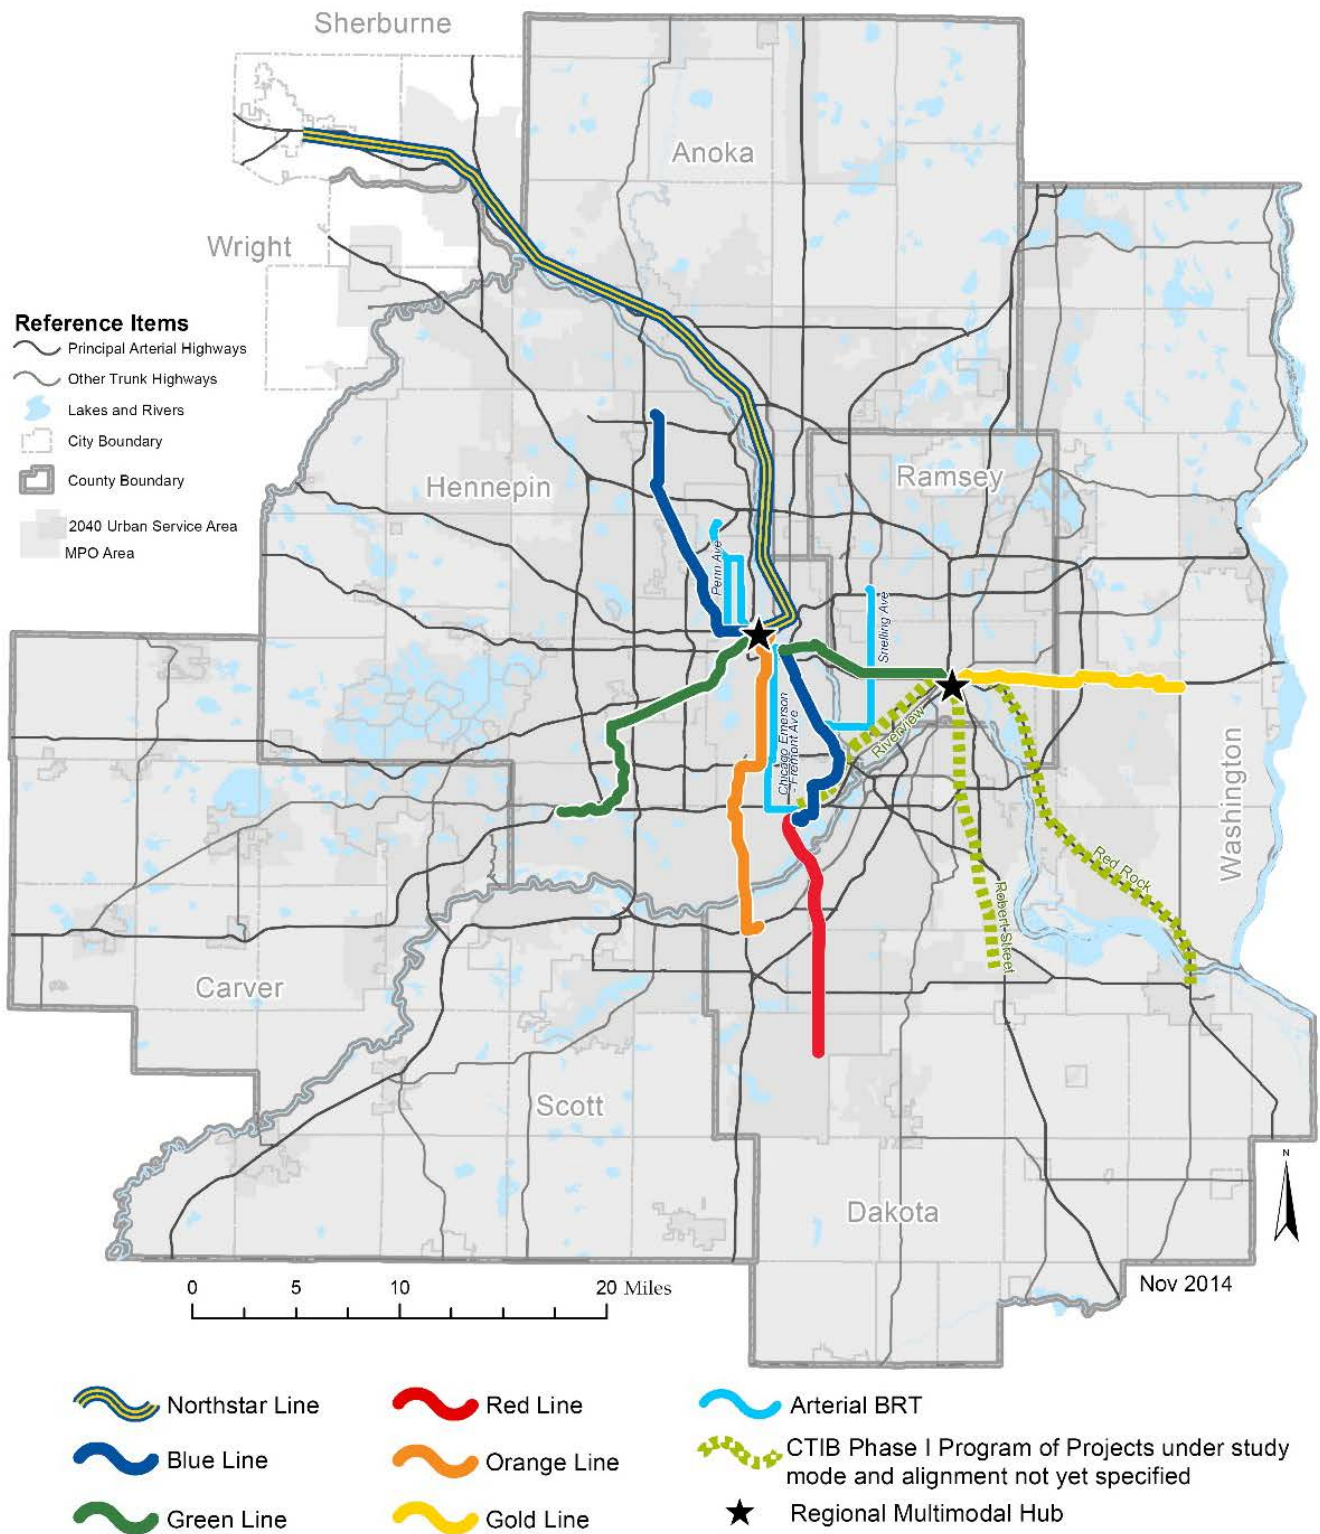 Sherburne
Anoka
Wright
Reference Items
Principal Arterial Highways
Other Trunk Highways
Lakes and Rivers
City Boundary
County Boundary
2040 Urban Service Area
MPO Area
Hennepin
Ramsey
Penn Ave
Snelling Ave
Chicago Emerson
- Fremont Ave
Riverview
Washington
Red Rock
Robert Street
Carver
Scott
Dakota
N
0 5 10 20 Miles
Nov 2014
Northstar Line
Blue Line
Green Line
Red Line
Orange Line
Gold Line
Arterial BRT
CTIB Phase I Program of Projects under study
mode and alignment not yet specified
Regional Multimodal Hub